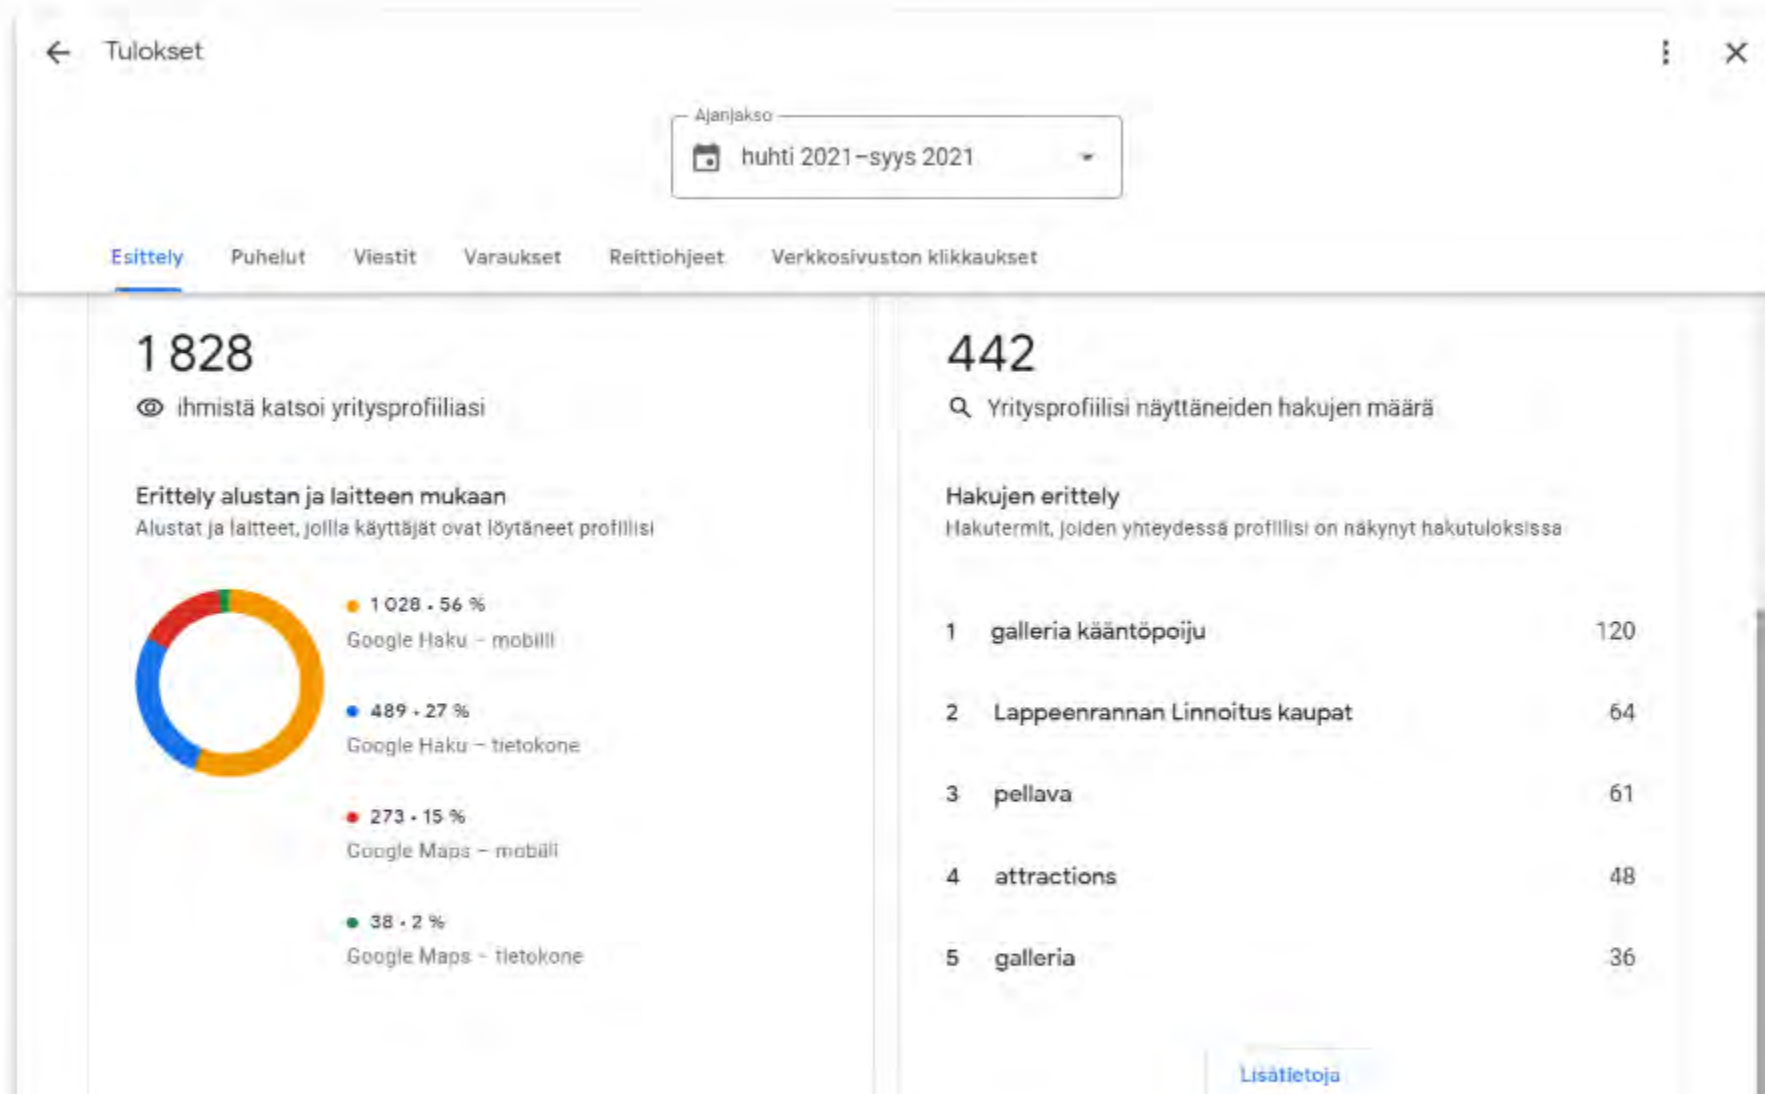 Tulokset
Ajanjakso
huhti 2021–syys 2021
Esittely Puhelut Viestit Varaukset Reittiohjeet Verkkosivuston klikkaukset
1 828
ihmistä katsoi yritysprofiiliasi
Erittely alustan ja laitteen mukaan
Alustat ja laitteet, joilla käyttäjät ovat löytäneet profiilisi
1 028 • 56 %
Google Haku – mobiili
489 • 27 %
Google Haku – tietokone
273 • 15 %
Google Maps – mobiili
38 • 2 %
Google Maps – tietokone
442
Yritysprofiilisi näyttäneiden hakujen määrä
Hakujen erittely
Hakutermit, joiden yhteydessä profiilisi on näkynyt hakutuloksissa
1 galleria kääntöpoiju 120
2 Lappeenrannan Linnoitus kaupat 64
3 pellava 61
4 attractions 48
5 galleria 36
Lisätietoja